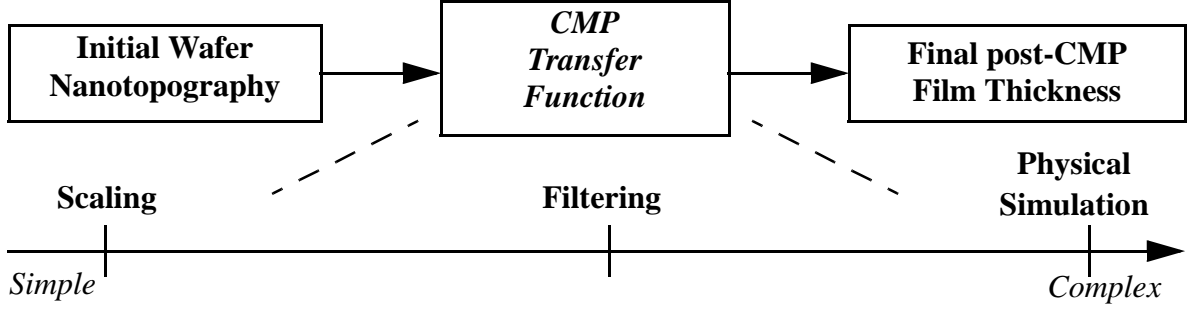 Initial Wafer
Nanotopography
CMP
Transfer
Function
Final post-CMP
Film Thickness
Scaling
Filtering
Physical
Simulation
Simple
Complex